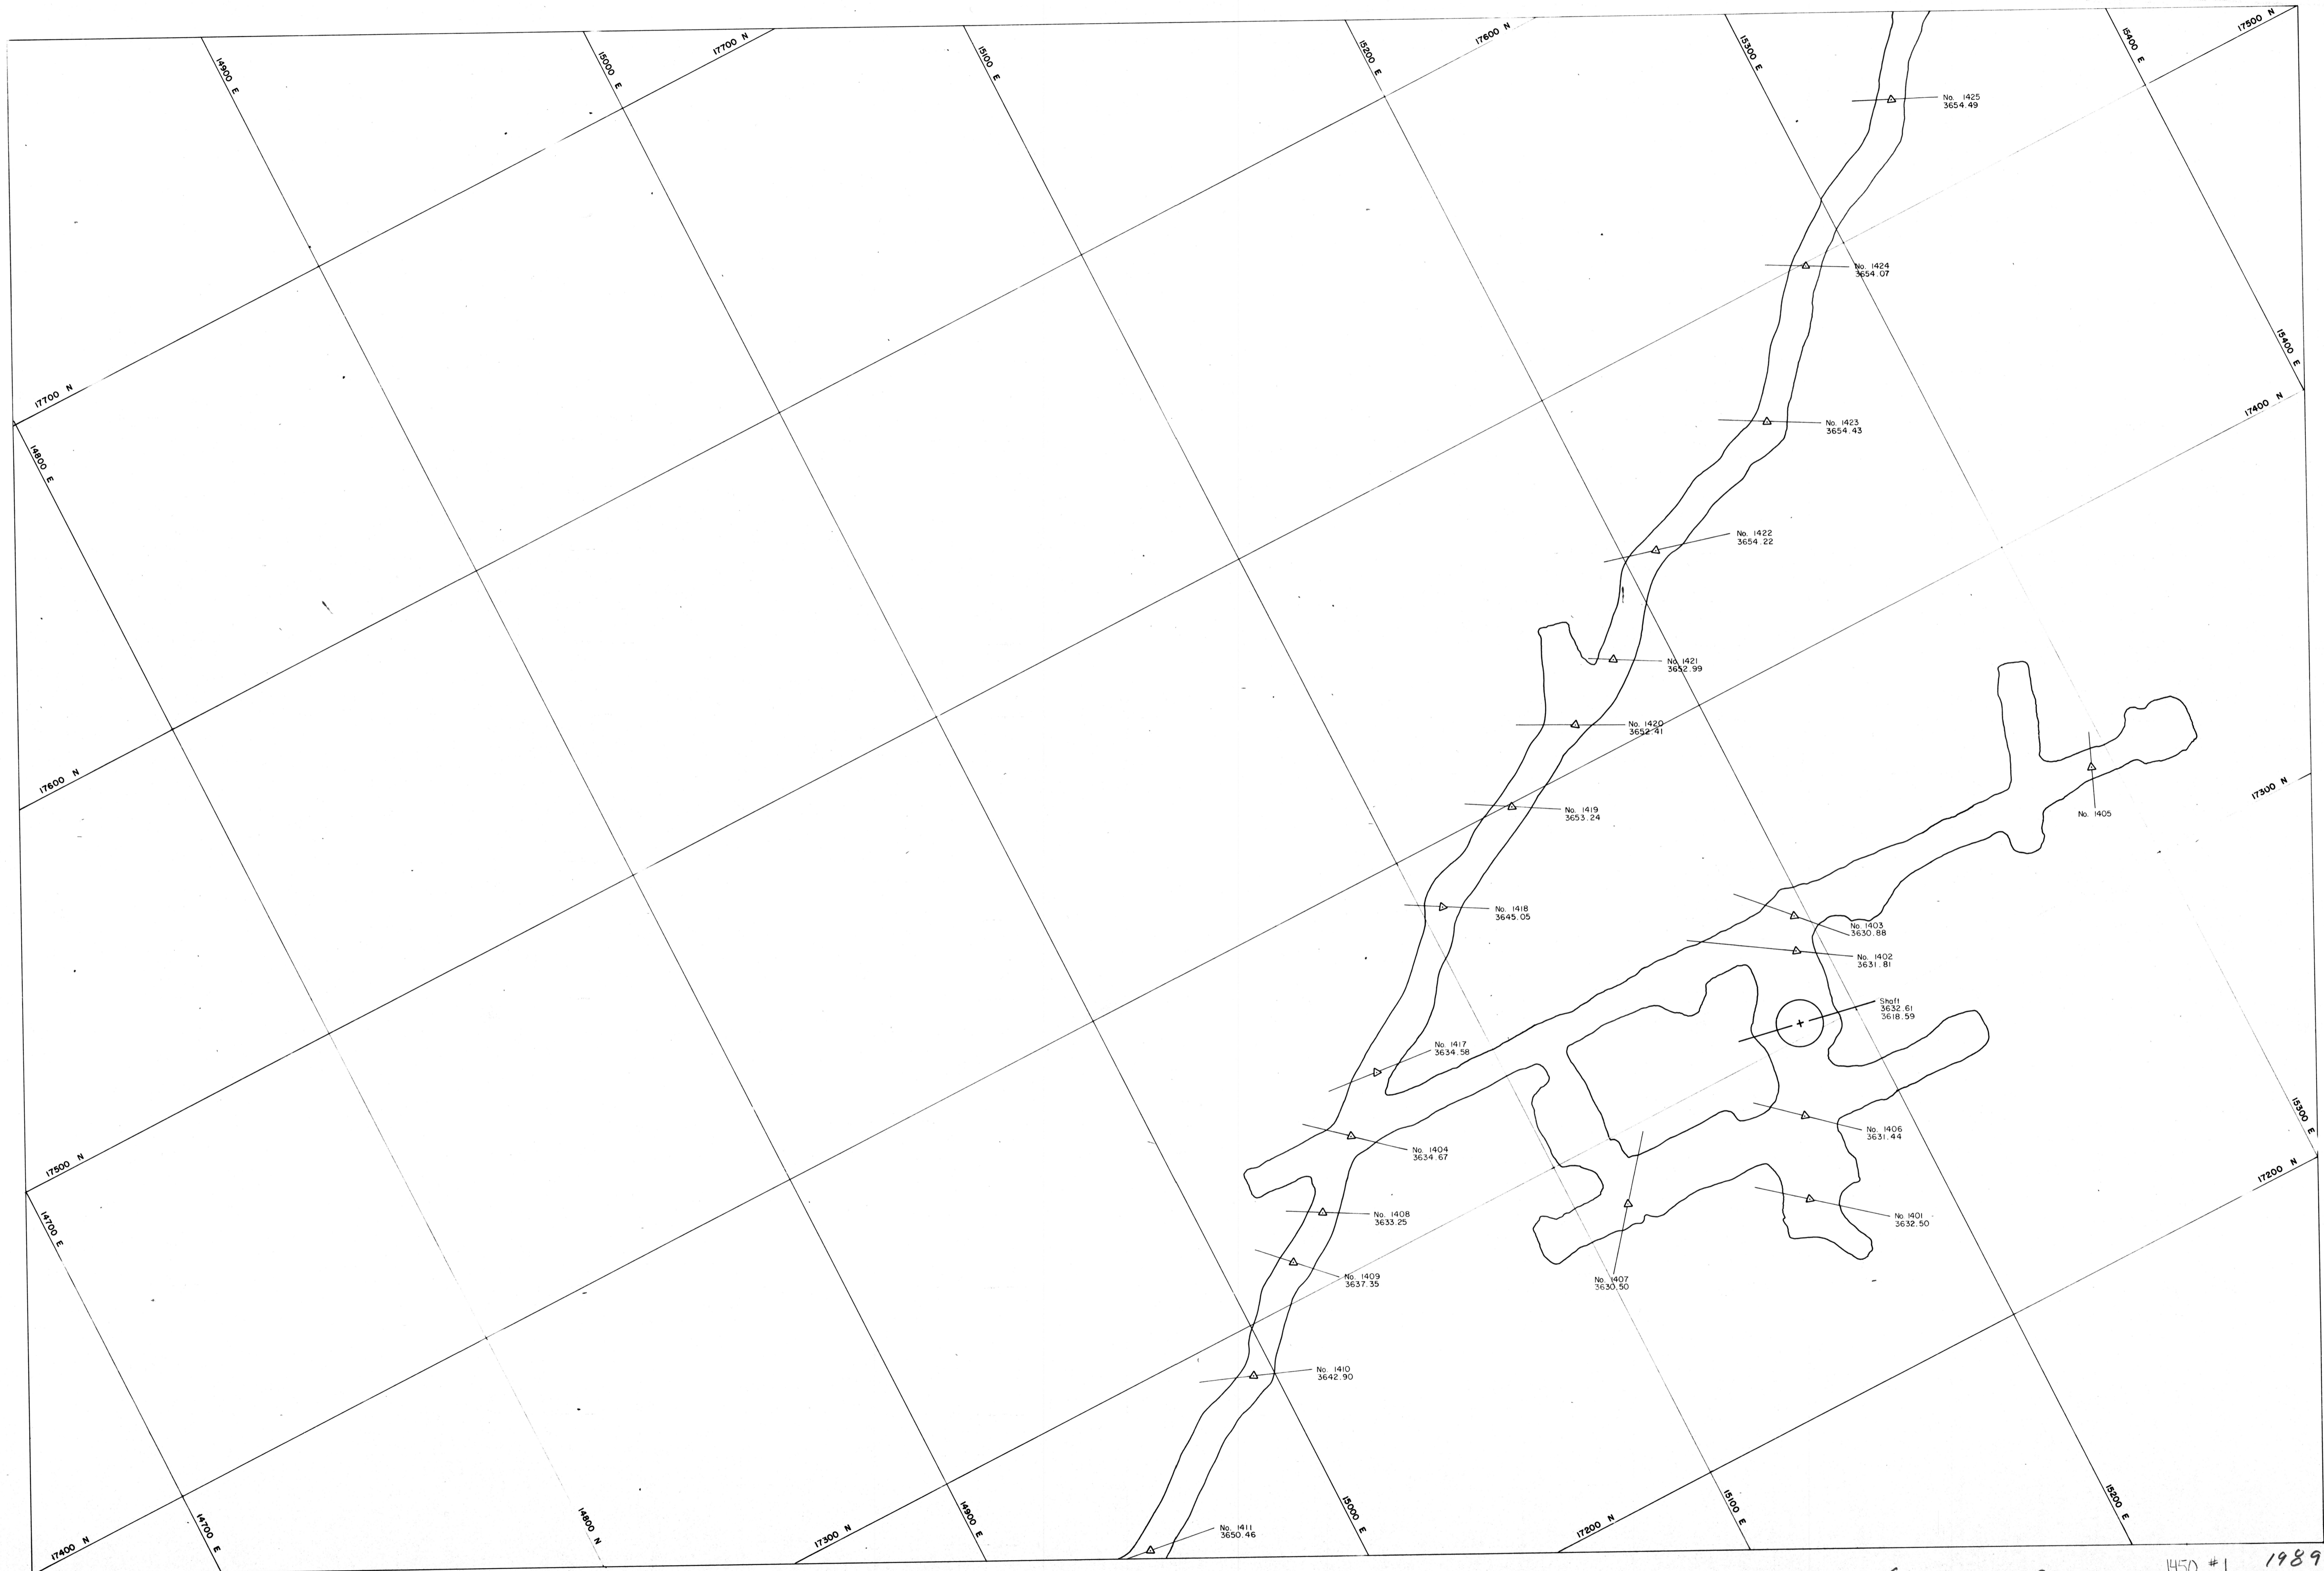 14900 E
15000 E
17700 N
15100 E
15200 E
17600 N
15300 E
15400 E
17500 N
No. 1425
3654.49
No. 1424
3654.07
15400 E
17700 N
17400 N
No. 1423
3654.43
14800 E
No. 1422
3654.22
No. 1421
3652.99
No. 1420
3652.41
17600 N
17300 N
No. 1419
3653.24
No. 1405
No. 1418
3645.05
No. 1403
3630.88
No. 1402
3631.81
Shaft
3632.61
3618.59
No. 1417
3634.58
15300 E
No. 1406
3631.44
No. 1404
3634.67
17500 N
17200 N
No. 1408
3633.25
No. 1401
3632.50
14700 E
No. 1409
3637.35
No. 1407
3630.50
No. 1410
3642.90
14700 E
14800 N
14900 E
15000 E
15100 E
15200 E
No. 1411
3650.46
17400 N
17300 N
17200 N
1450 #1
1989